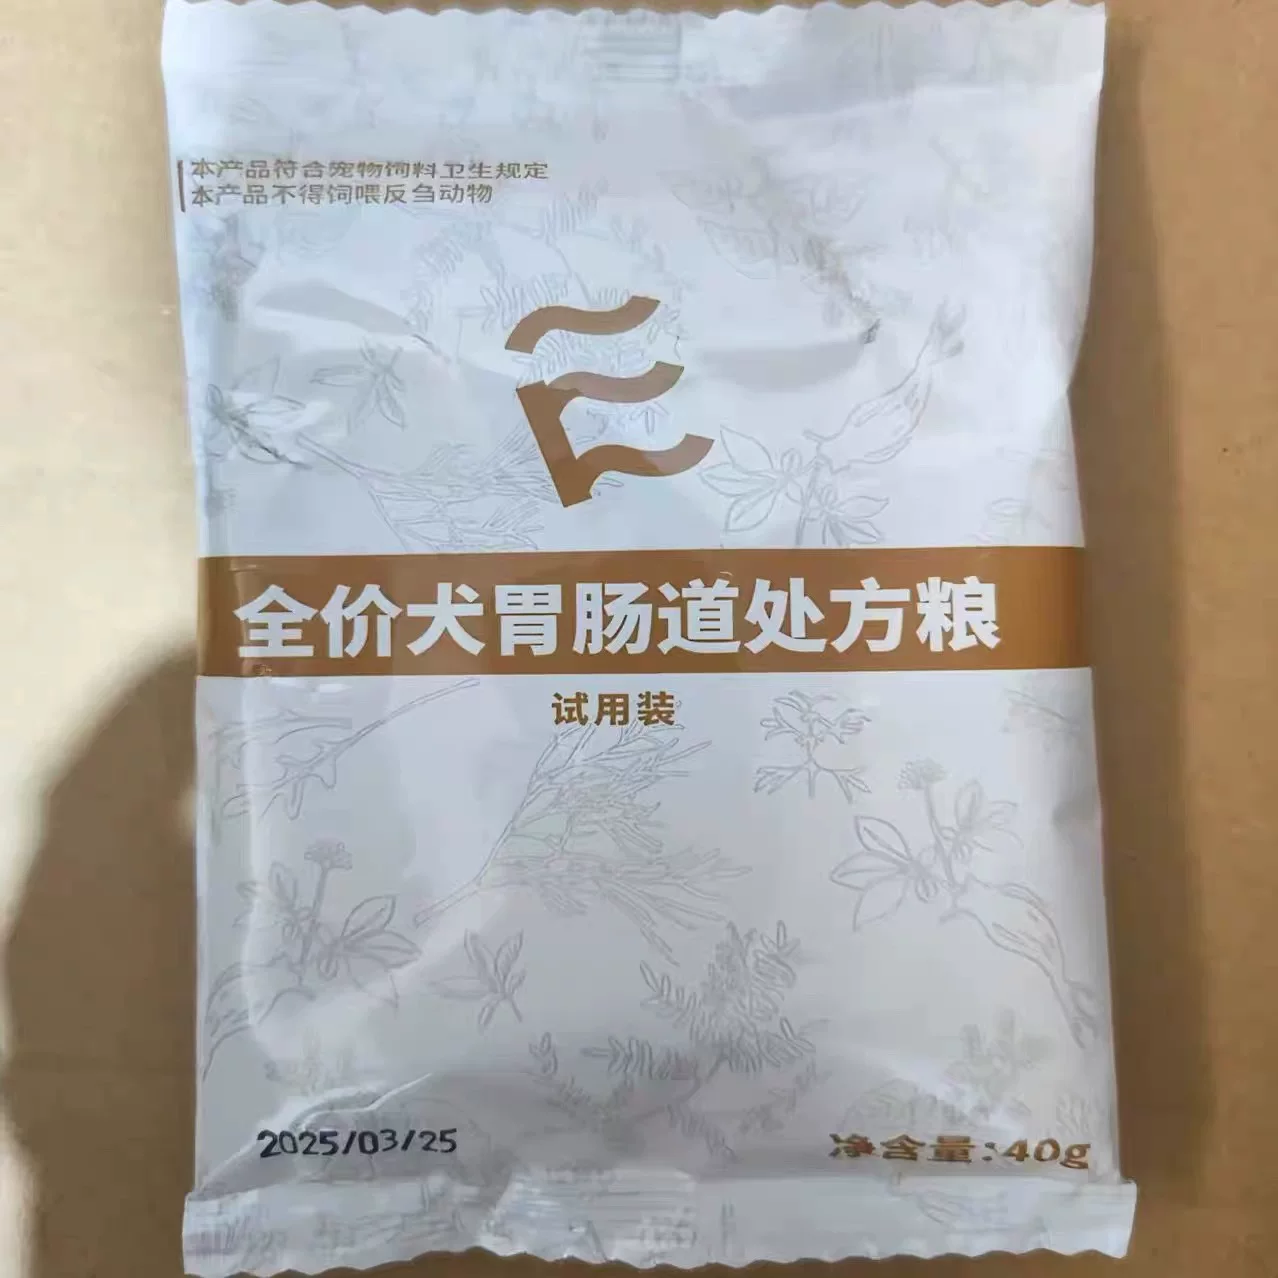 本产品符合宠物饲料卫生规定
本产品不得饲喂反刍动物
全价犬胃肠道处方粮
试用装
2025/03/25
净含量:40g